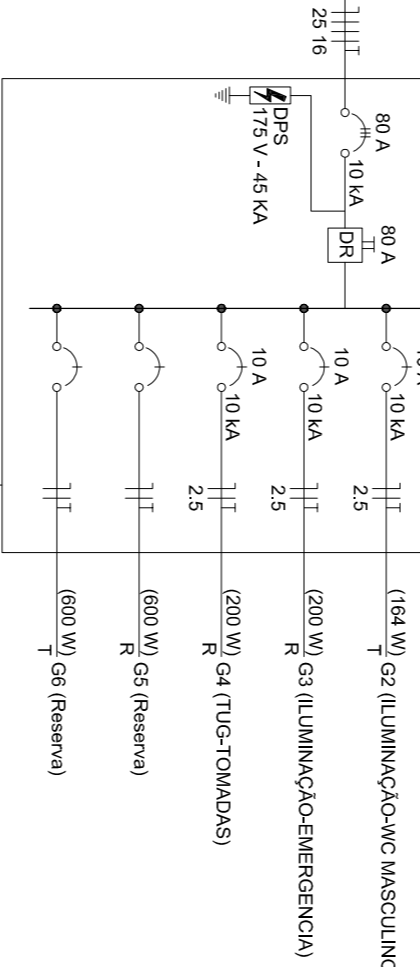 25 16
80 A
10 kA
DPS
175 V - 45 KA
80 A
DR
10 kA
2.5
(164 W)
T
G2 (ILUMINAÇÃO-WC MASCULINO
10 A
10 kA
2.5
(200 W)
R
G3 (ILUMINAÇÃO-EMERGENCIA)
10 A
10 kA
2.5
(200 W)
R
G4 (TUG-TOMADAS)
(600 W)
R
G5 (Reserva)
(600 W)
T
G6 (Reserva)